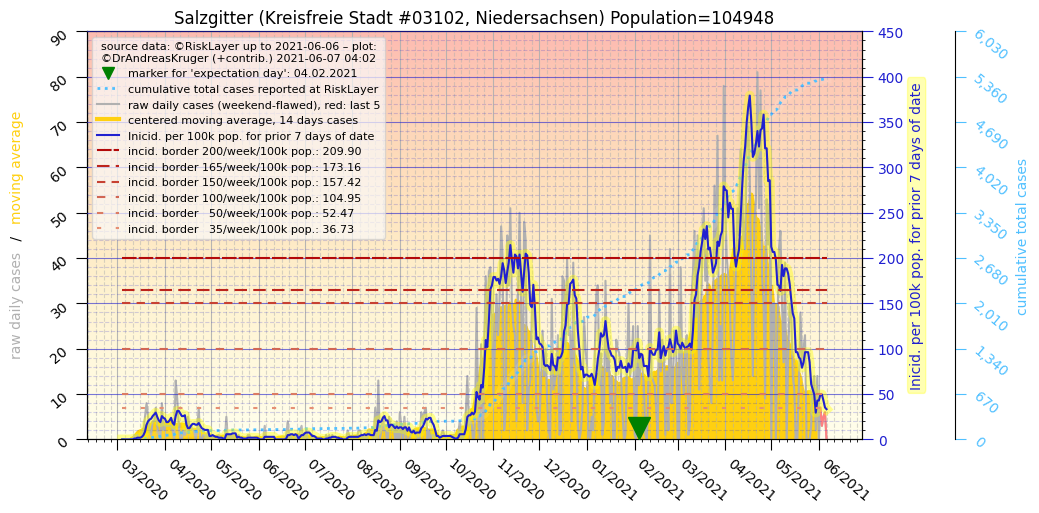 Salzgitter (Kreisfreie Stadt #03102, Niedersachsen) Population=104948
source data: ©RiskLayer up to 2021-06-06 – plot:
©DrAndreasKruger (+contrib.) 2021-06-07 04:02
marker for 'expectation day': 04.02.2021
cumulative total cases reported at RiskLayer
raw daily cases (weekend-flawed), red: last 5
centered moving average, 14 days cases
Inicid. per 100k pop. for prior 7 days of date
incid. border 200/week/100k pop.: 209.90
incid. border 165/week/100k pop.: 173.16
incid. border 150/week/100k pop.: 157.42
incid. border 100/week/100k pop.: 104.95
incid. border 50/week/100k pop.: 52.47
incid. border 35/week/100k pop.: 36.73
raw daily cases / moving average
90
80
70
60
50
40
30
20
10
0
450
400
350
300
250
200
150
100
50
0
Inicid. per 100k pop. for prior 7 days of date
6,030
5,360
4,690
4,020
3,350
2,680
2,010
1,340
670
0
cumulative total cases
03/2020
04/2020
05/2020
06/2020
07/2020
08/2020
09/2020
10/2020
11/2020
12/2020
01/2021
02/2021
03/2021
04/2021
05/2021
06/2021